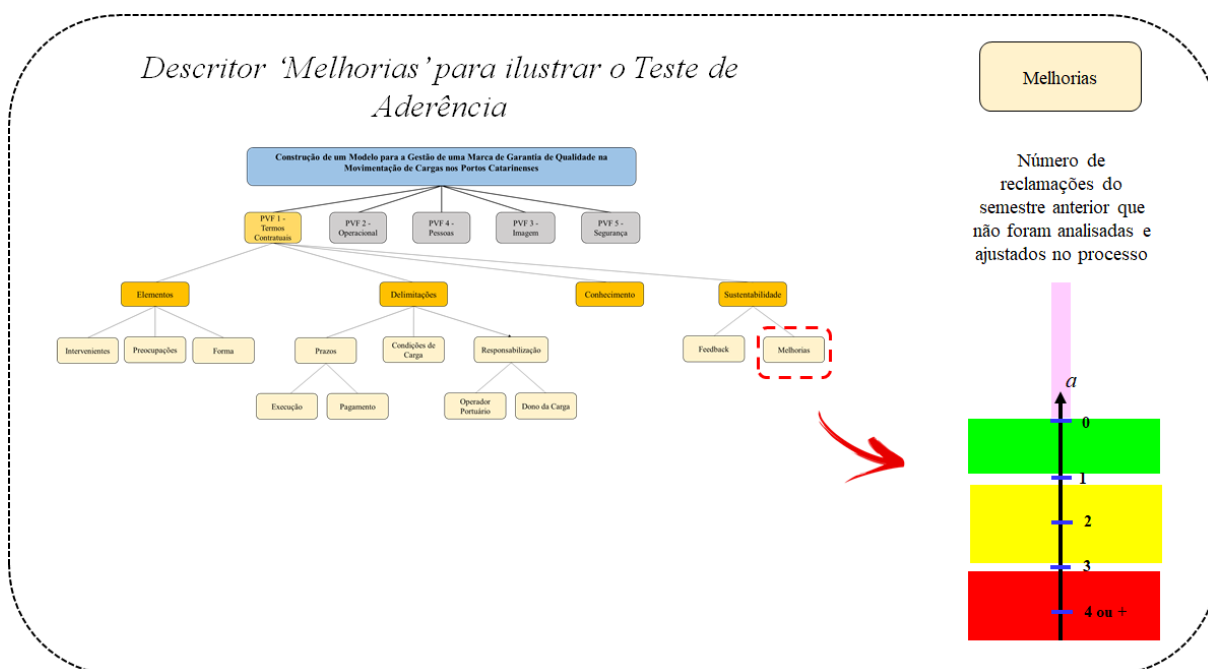 Descritor ‘Melhorias’ para ilustrar o Teste de
Aderência
Construção de um Modelo para a Gestão de uma Marca de Garantia de Qualidade na
Movimentação de Cargas nos Portos Catarinenses
PVF 1 -
Termos
Contratuais
PVF 2 -
Operacional
PVF 4 -
Pessoas
PVF 3 -
Imagem
PVF 5 -
Segurança
Elementos
Delimitações
Conhecimento
Sustentabilidade
Intervenientes
Preocupações
Forma
Prazos
Condições de
Carga
Responsabilização
Feedback
Melhorias
Execução
Pagamento
Operador
Portuário
Dono da Carga
Melhorias
Número de
reclamações do
semestre anterior que
não foram analisadas e
ajustados no processo
a
0
1
2
3
4 ou +